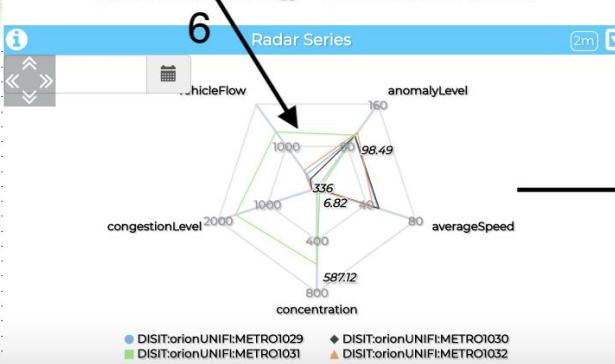 6
Radar Series
2m
vehicleFlow
anomalyLevel
160
1000
80
98.49
336
6.82
congestionLevel
2000
1000
40
80
averageSpeed
400
587.12
800
concentration
DISIT:orionUNIFI:METRO1029
DISIT:orionUNIFI:METRO1030
DISIT:orionUNIFI:METRO1031
DISIT:orionUNIFI:METRO1032